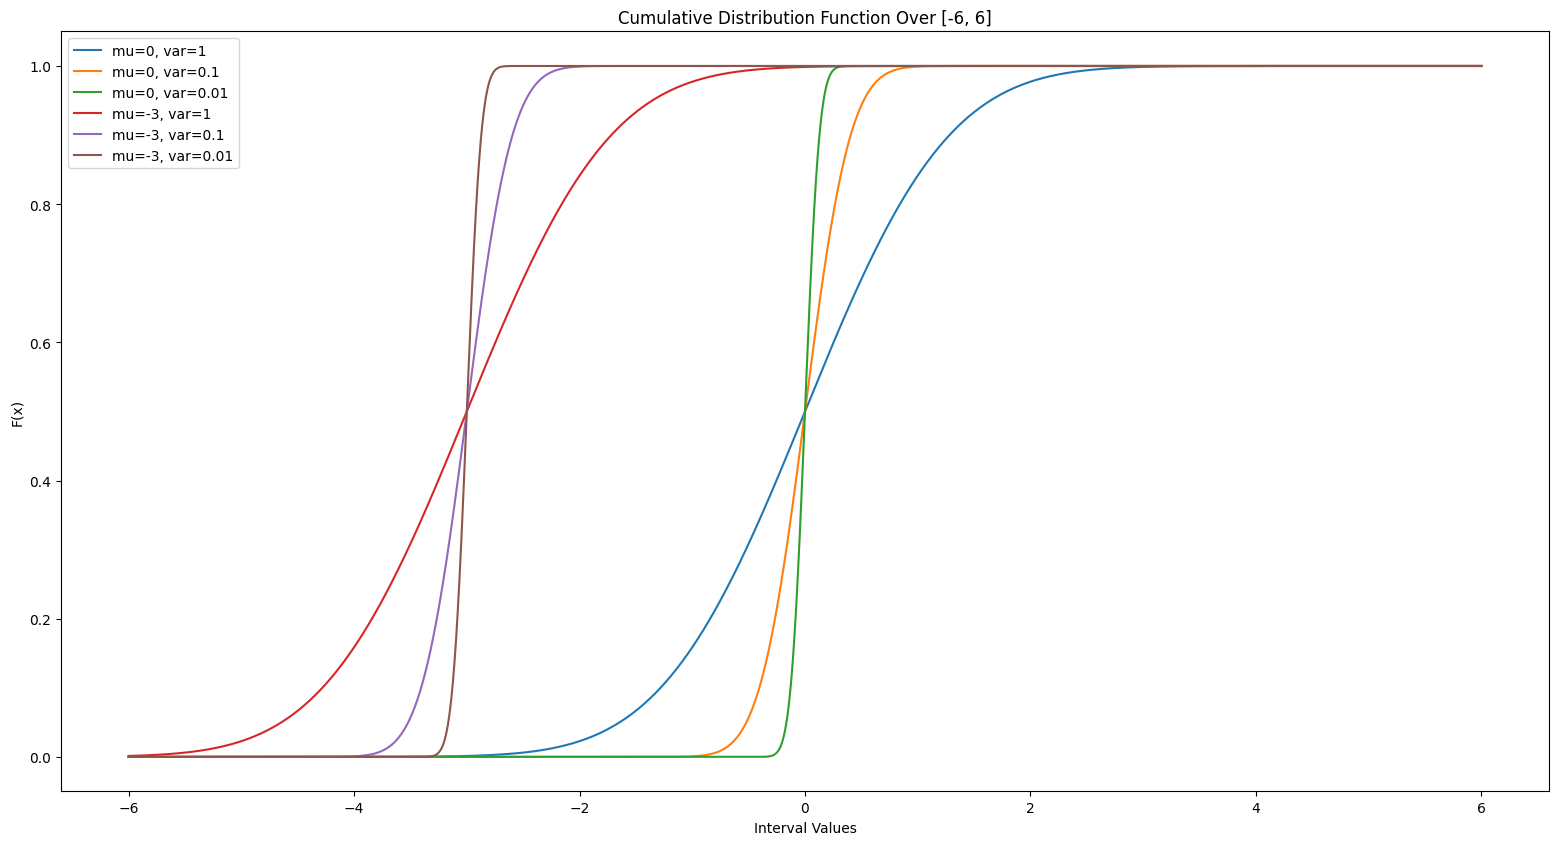 Cumulative Distribution Function Over [-6, 6]
mu=0, var=1
mu=0, var=0.1
mu=0, var=0.01
mu=-3, var=1
mu=-3, var=0.1
mu=-3, var=0.01
1.0
0.8
0.6
0.4
0.2
0.0
F(x)
−6 −4 −2 0 2 4 6
Interval Values